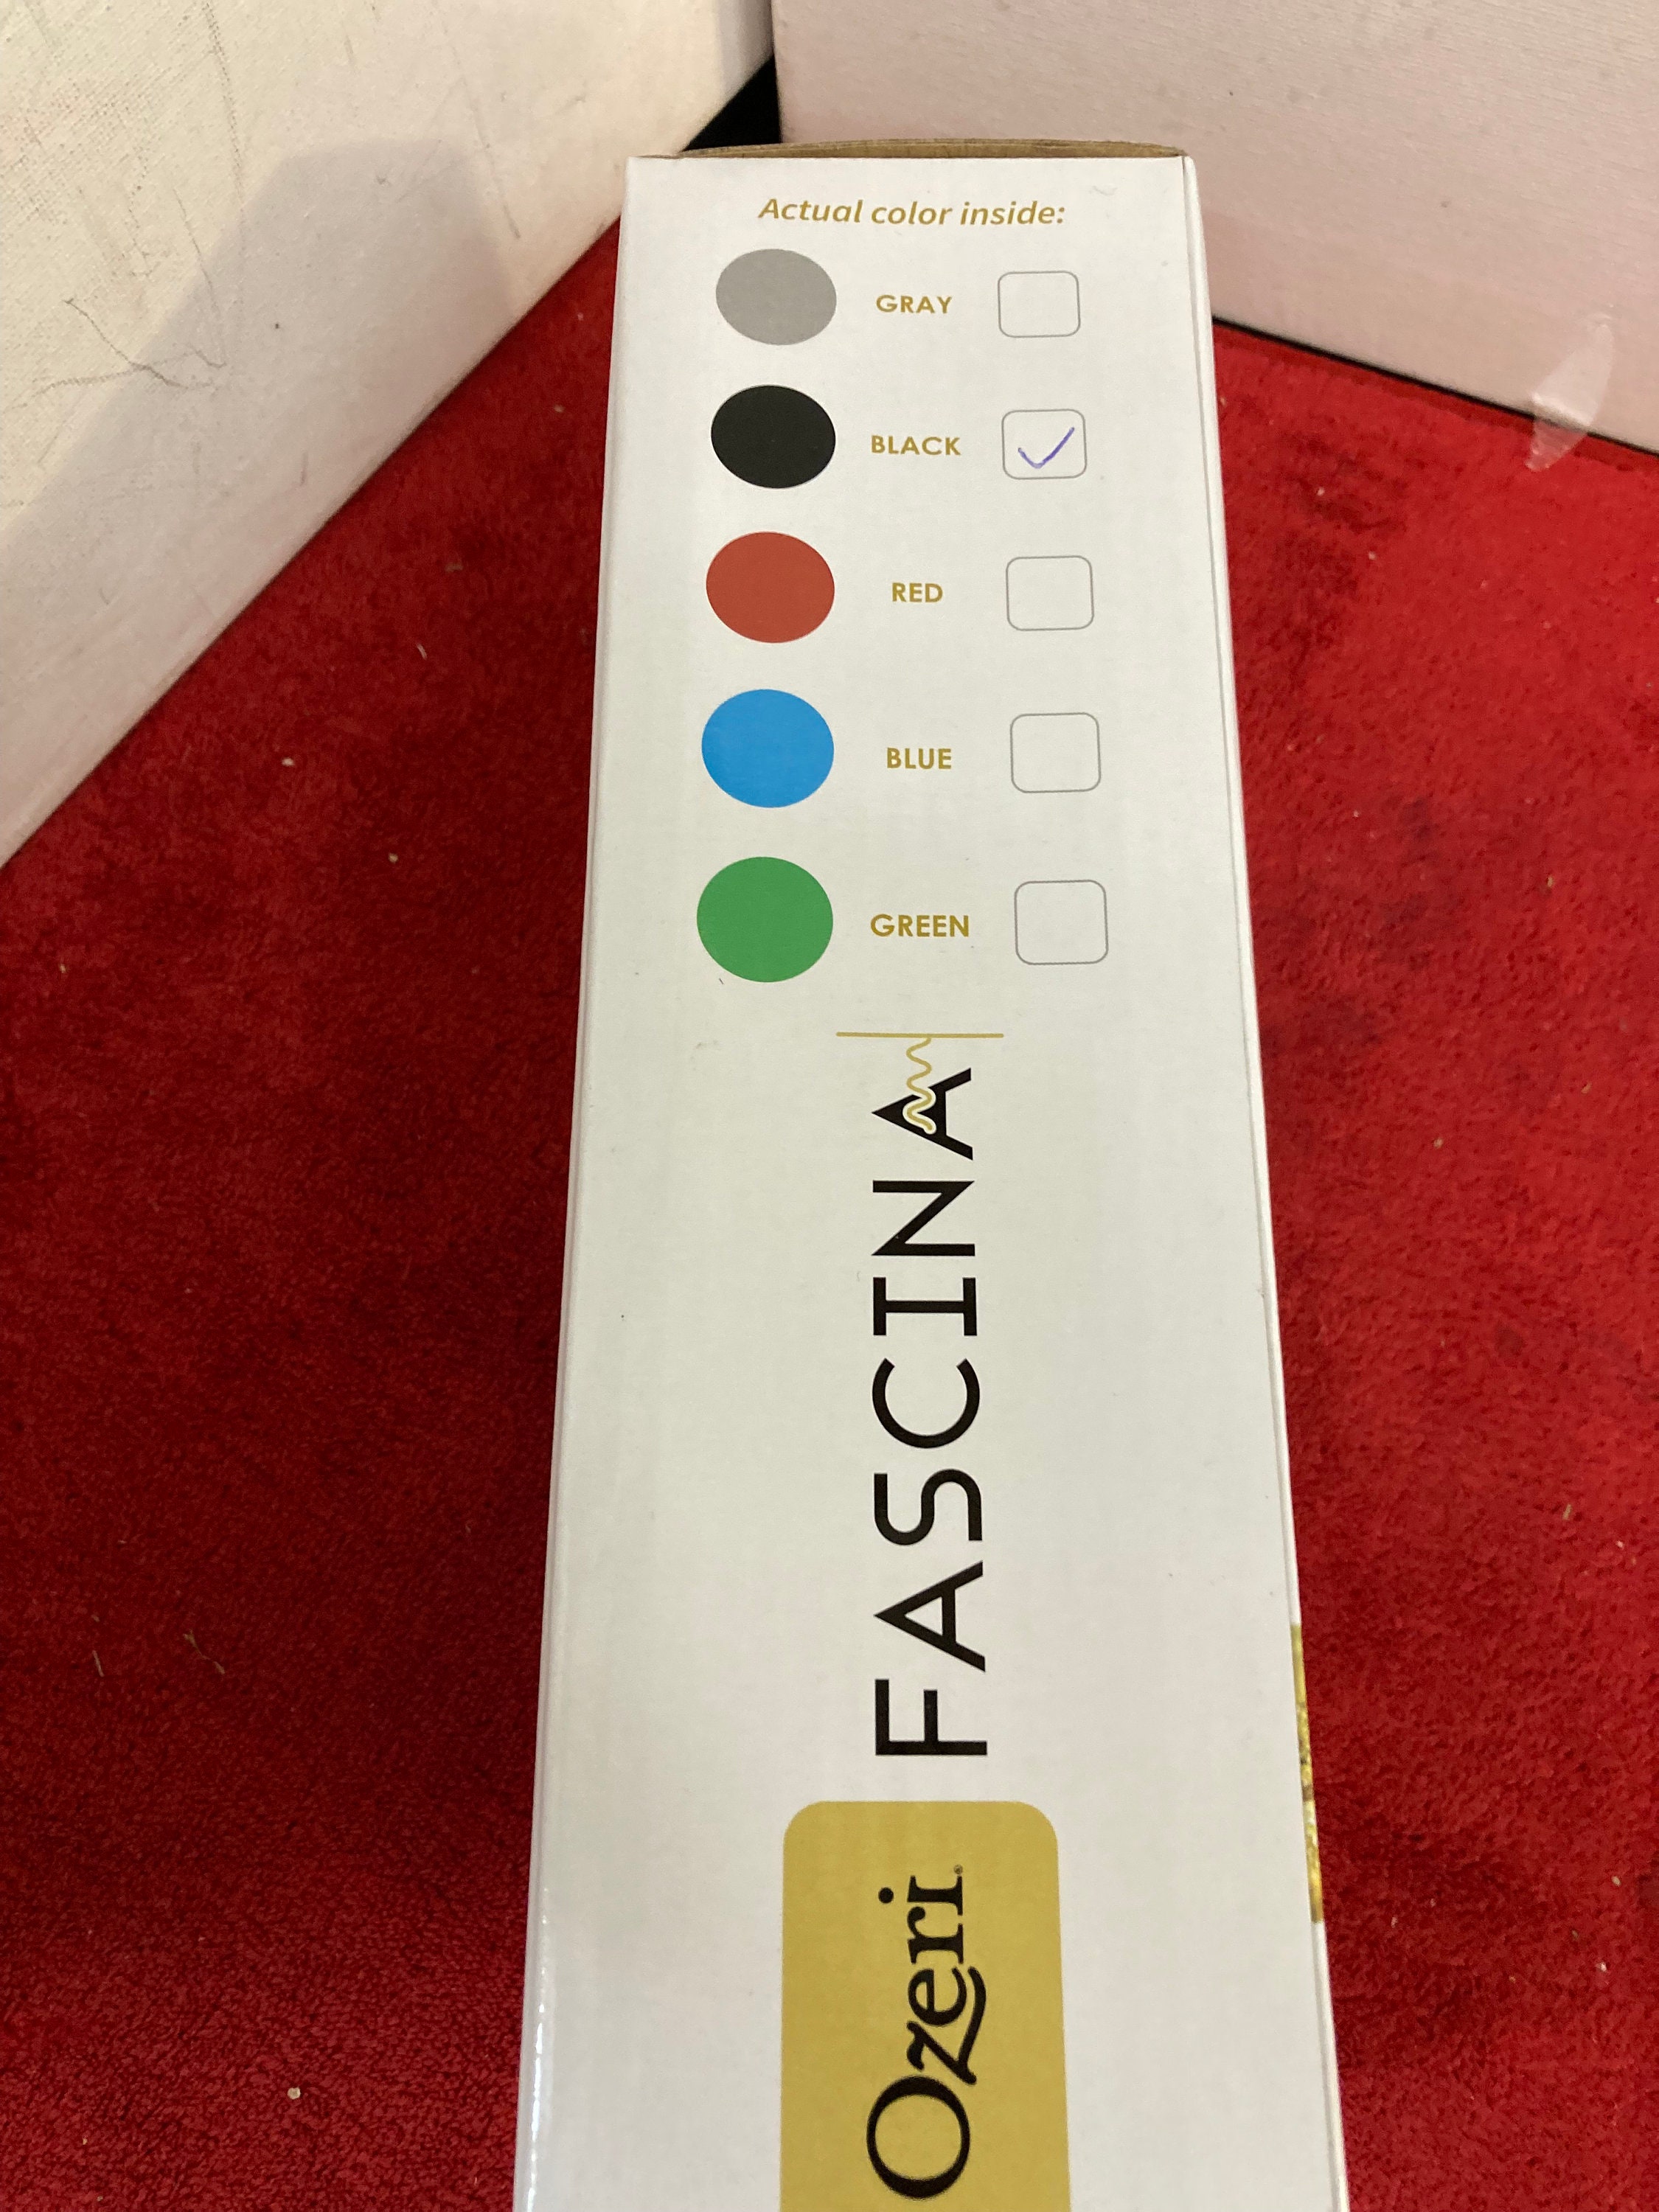 Actual color inside:
GRAY
BLACK
RED
BLUE
GREEN
FASCINA
Ozeri®